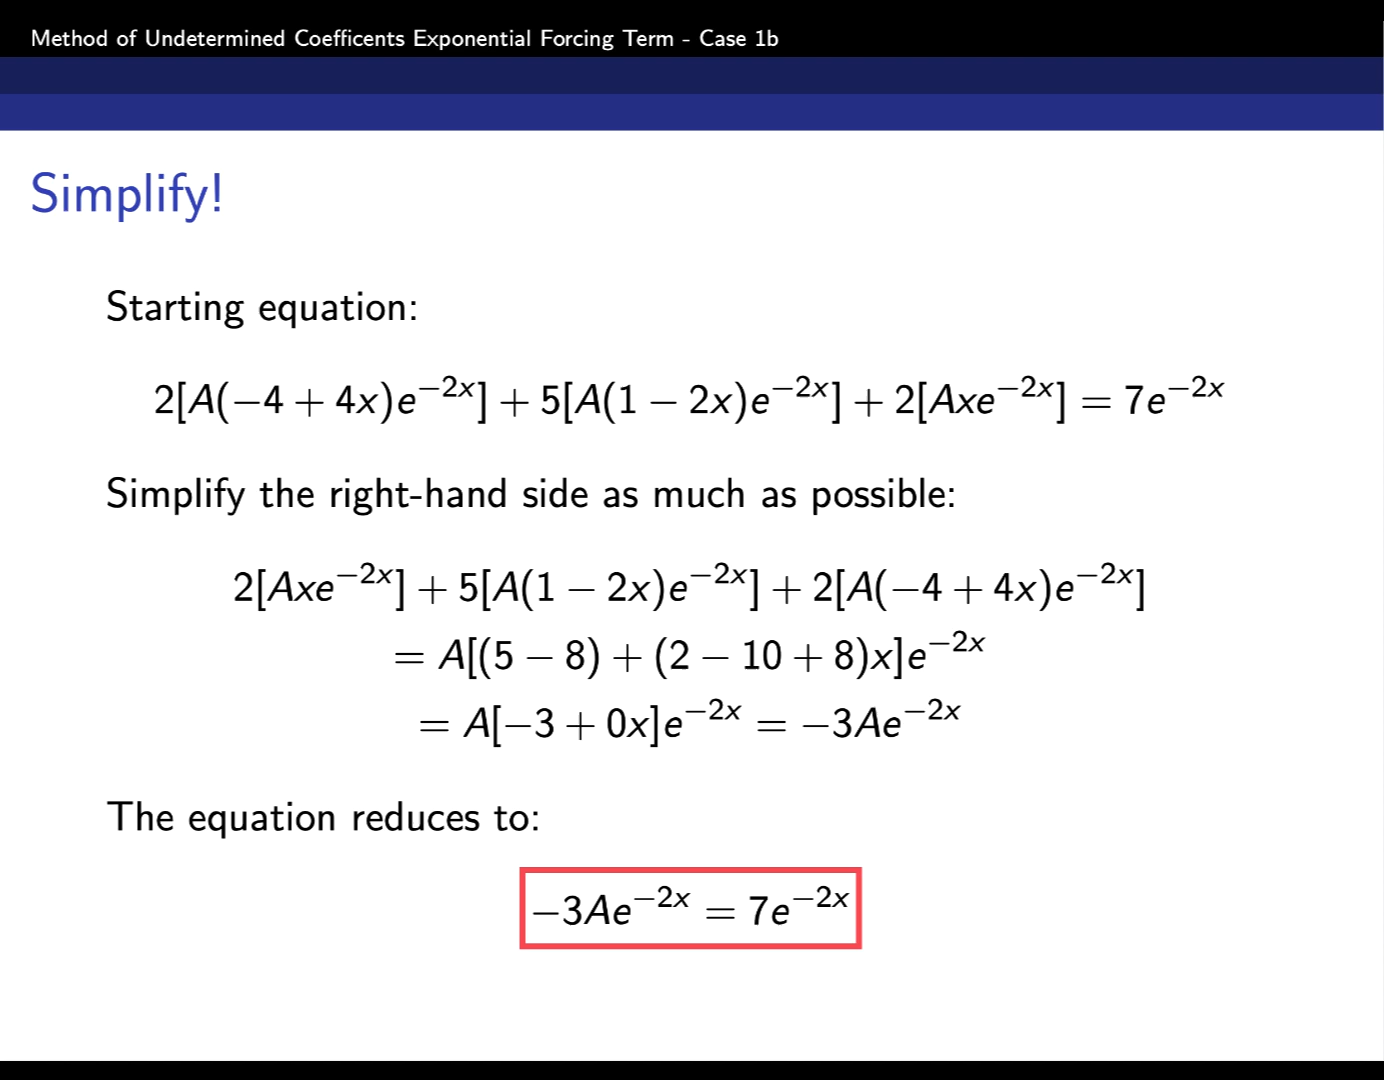 Method of Undetermined Coefficents Exponential Forcing Term - Case 1b
Simplify!
Starting equation:
2[A(−4 + 4x)e^{−2x}] + 5[A(1 − 2x)e^{−2x}] + 2[Axe^{−2x}] = 7e^{−2x}
Simplify the right-hand side as much as possible:
2[Axe^{−2x}] + 5[A(1 − 2x)e^{−2x}] + 2[A(−4 + 4x)e^{−2x}]
= A[(5 − 8) + (2 − 10 + 8)x]e^{−2x}
= A[−3 + 0x]e^{−2x} = −3Ae^{−2x}
The equation reduces to:
−3Ae^{−2x} = 7e^{−2x}